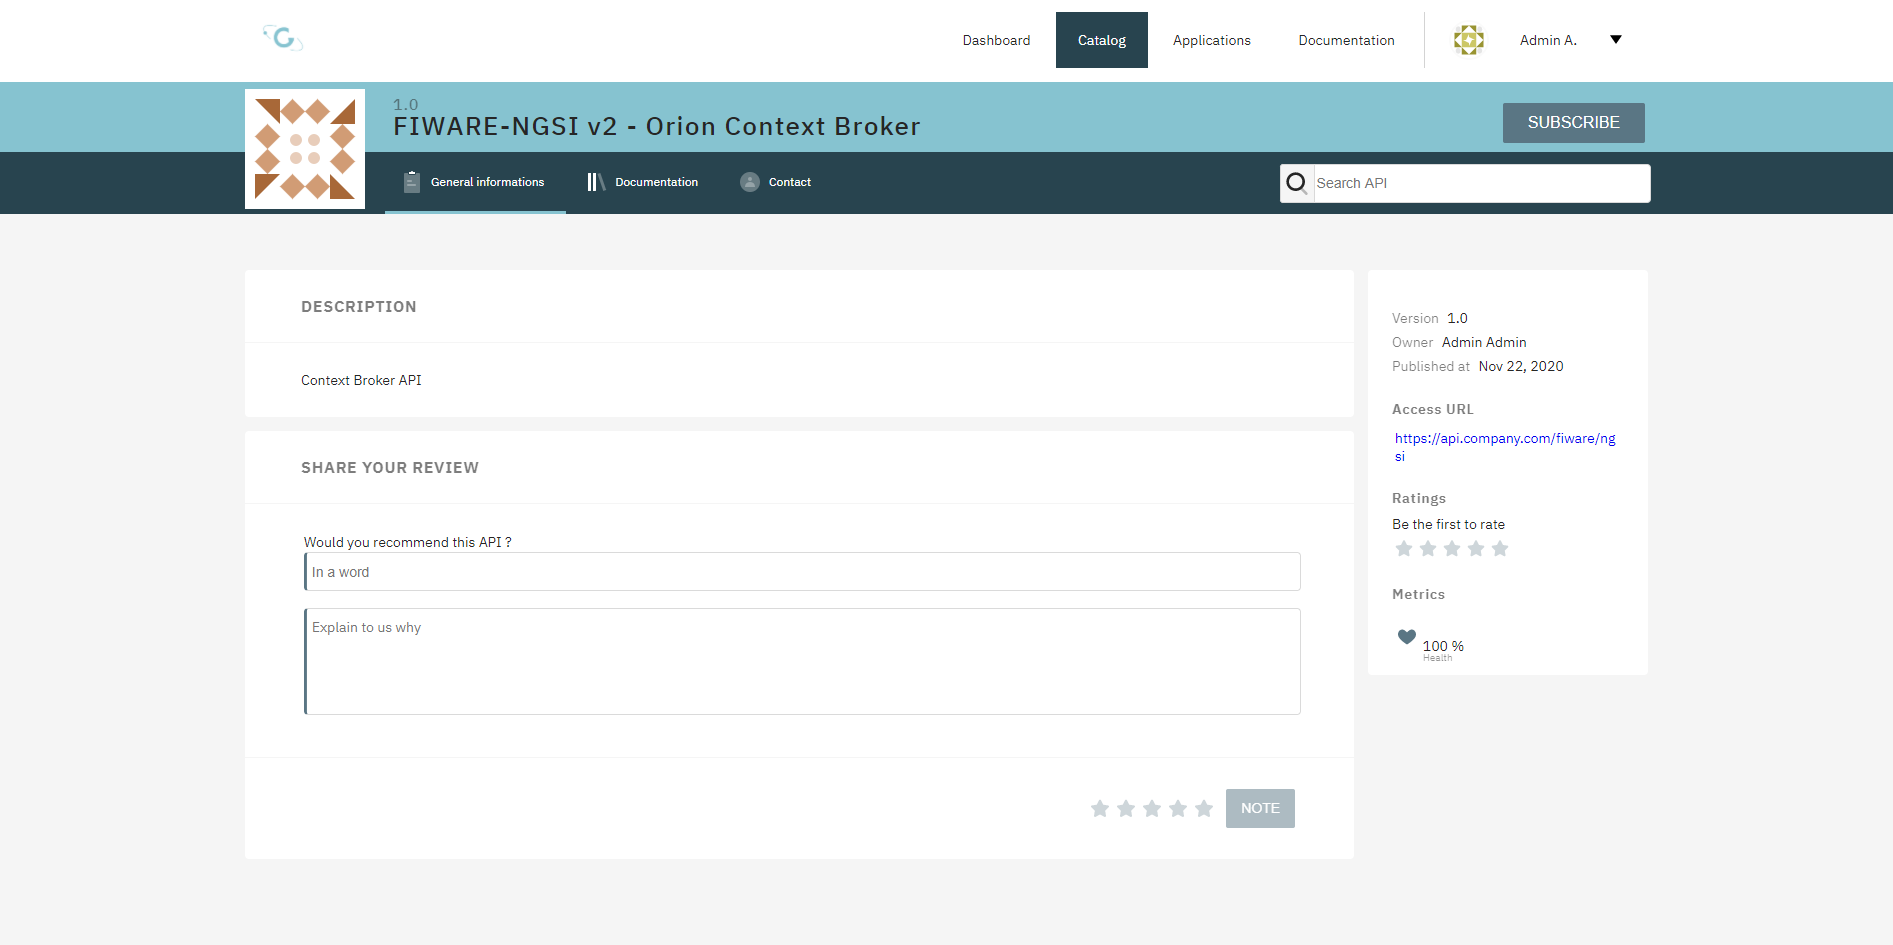 Dashboard
Catalog
Applications
Documentation
Admin A.
1.0
FIWARE-NGSI v2 - Orion Context Broker
SUBSCRIBE
General informations
Documentation
Contact
Search API
DESCRIPTION
Context Broker API
SHARE YOUR REVIEW
Would you recommend this API ?
In a word
Explain to us why
NOTE
Version 1.0
Owner Admin Admin
Published at Nov 22, 2020
Access URL
https://api.company.com/fiware/ng
si
Ratings
Be the first to rate
Metrics
100 %
Health